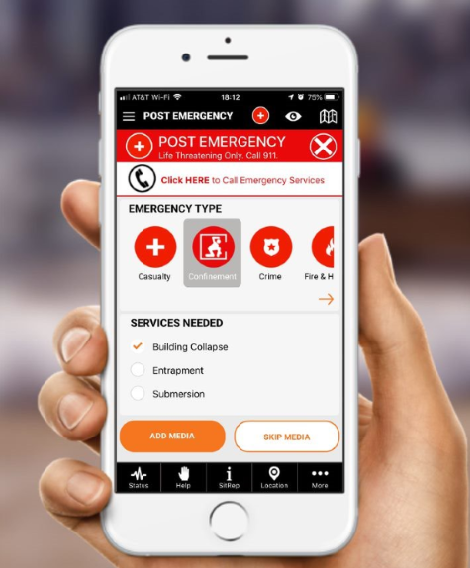 AT&T Wi-Fi 18:12 75%
POST EMERGENCY
POST EMERGENCY
Life Threatening Only. Call 911.
Click HERE to Call Emergency Services
EMERGENCY TYPE
Casualty Confinement Crime Fire & H
SERVICES NEEDED
Building Collapse
Entrapment
Submersion
ADD MEDIA SKIP MEDIA
Status Help SitRep Location More